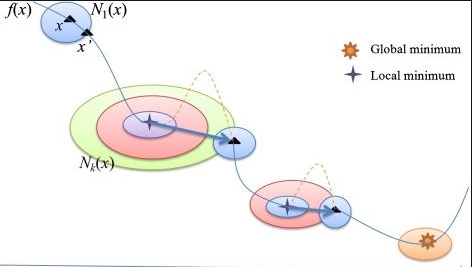 f(x) N₁(x)
x
x'
Global minimum
Local minimum
Nₖ(x)